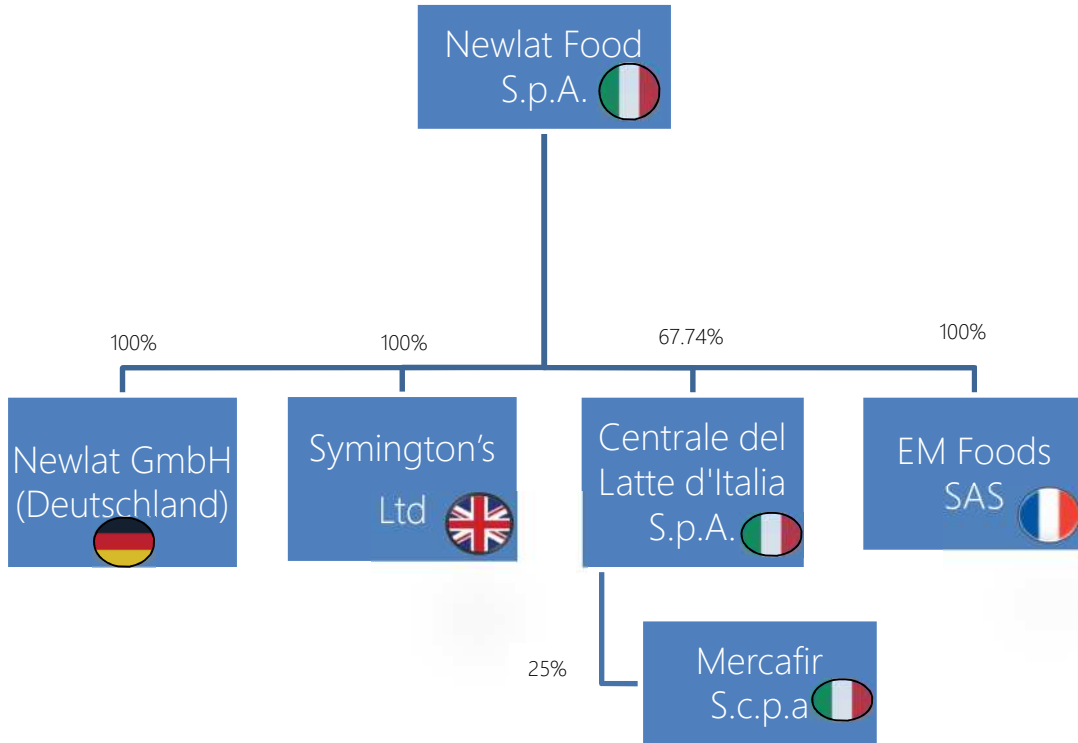 Newlat Food
S.p.A.
100%
100%
67.74%
100%
Newlat GmbH
(Deutschland)
Symington’s
Ltd
Centrale del
Latte d'Italia
S.p.A.
EM Foods
SAS
25%
Mercafir
S.c.p.a